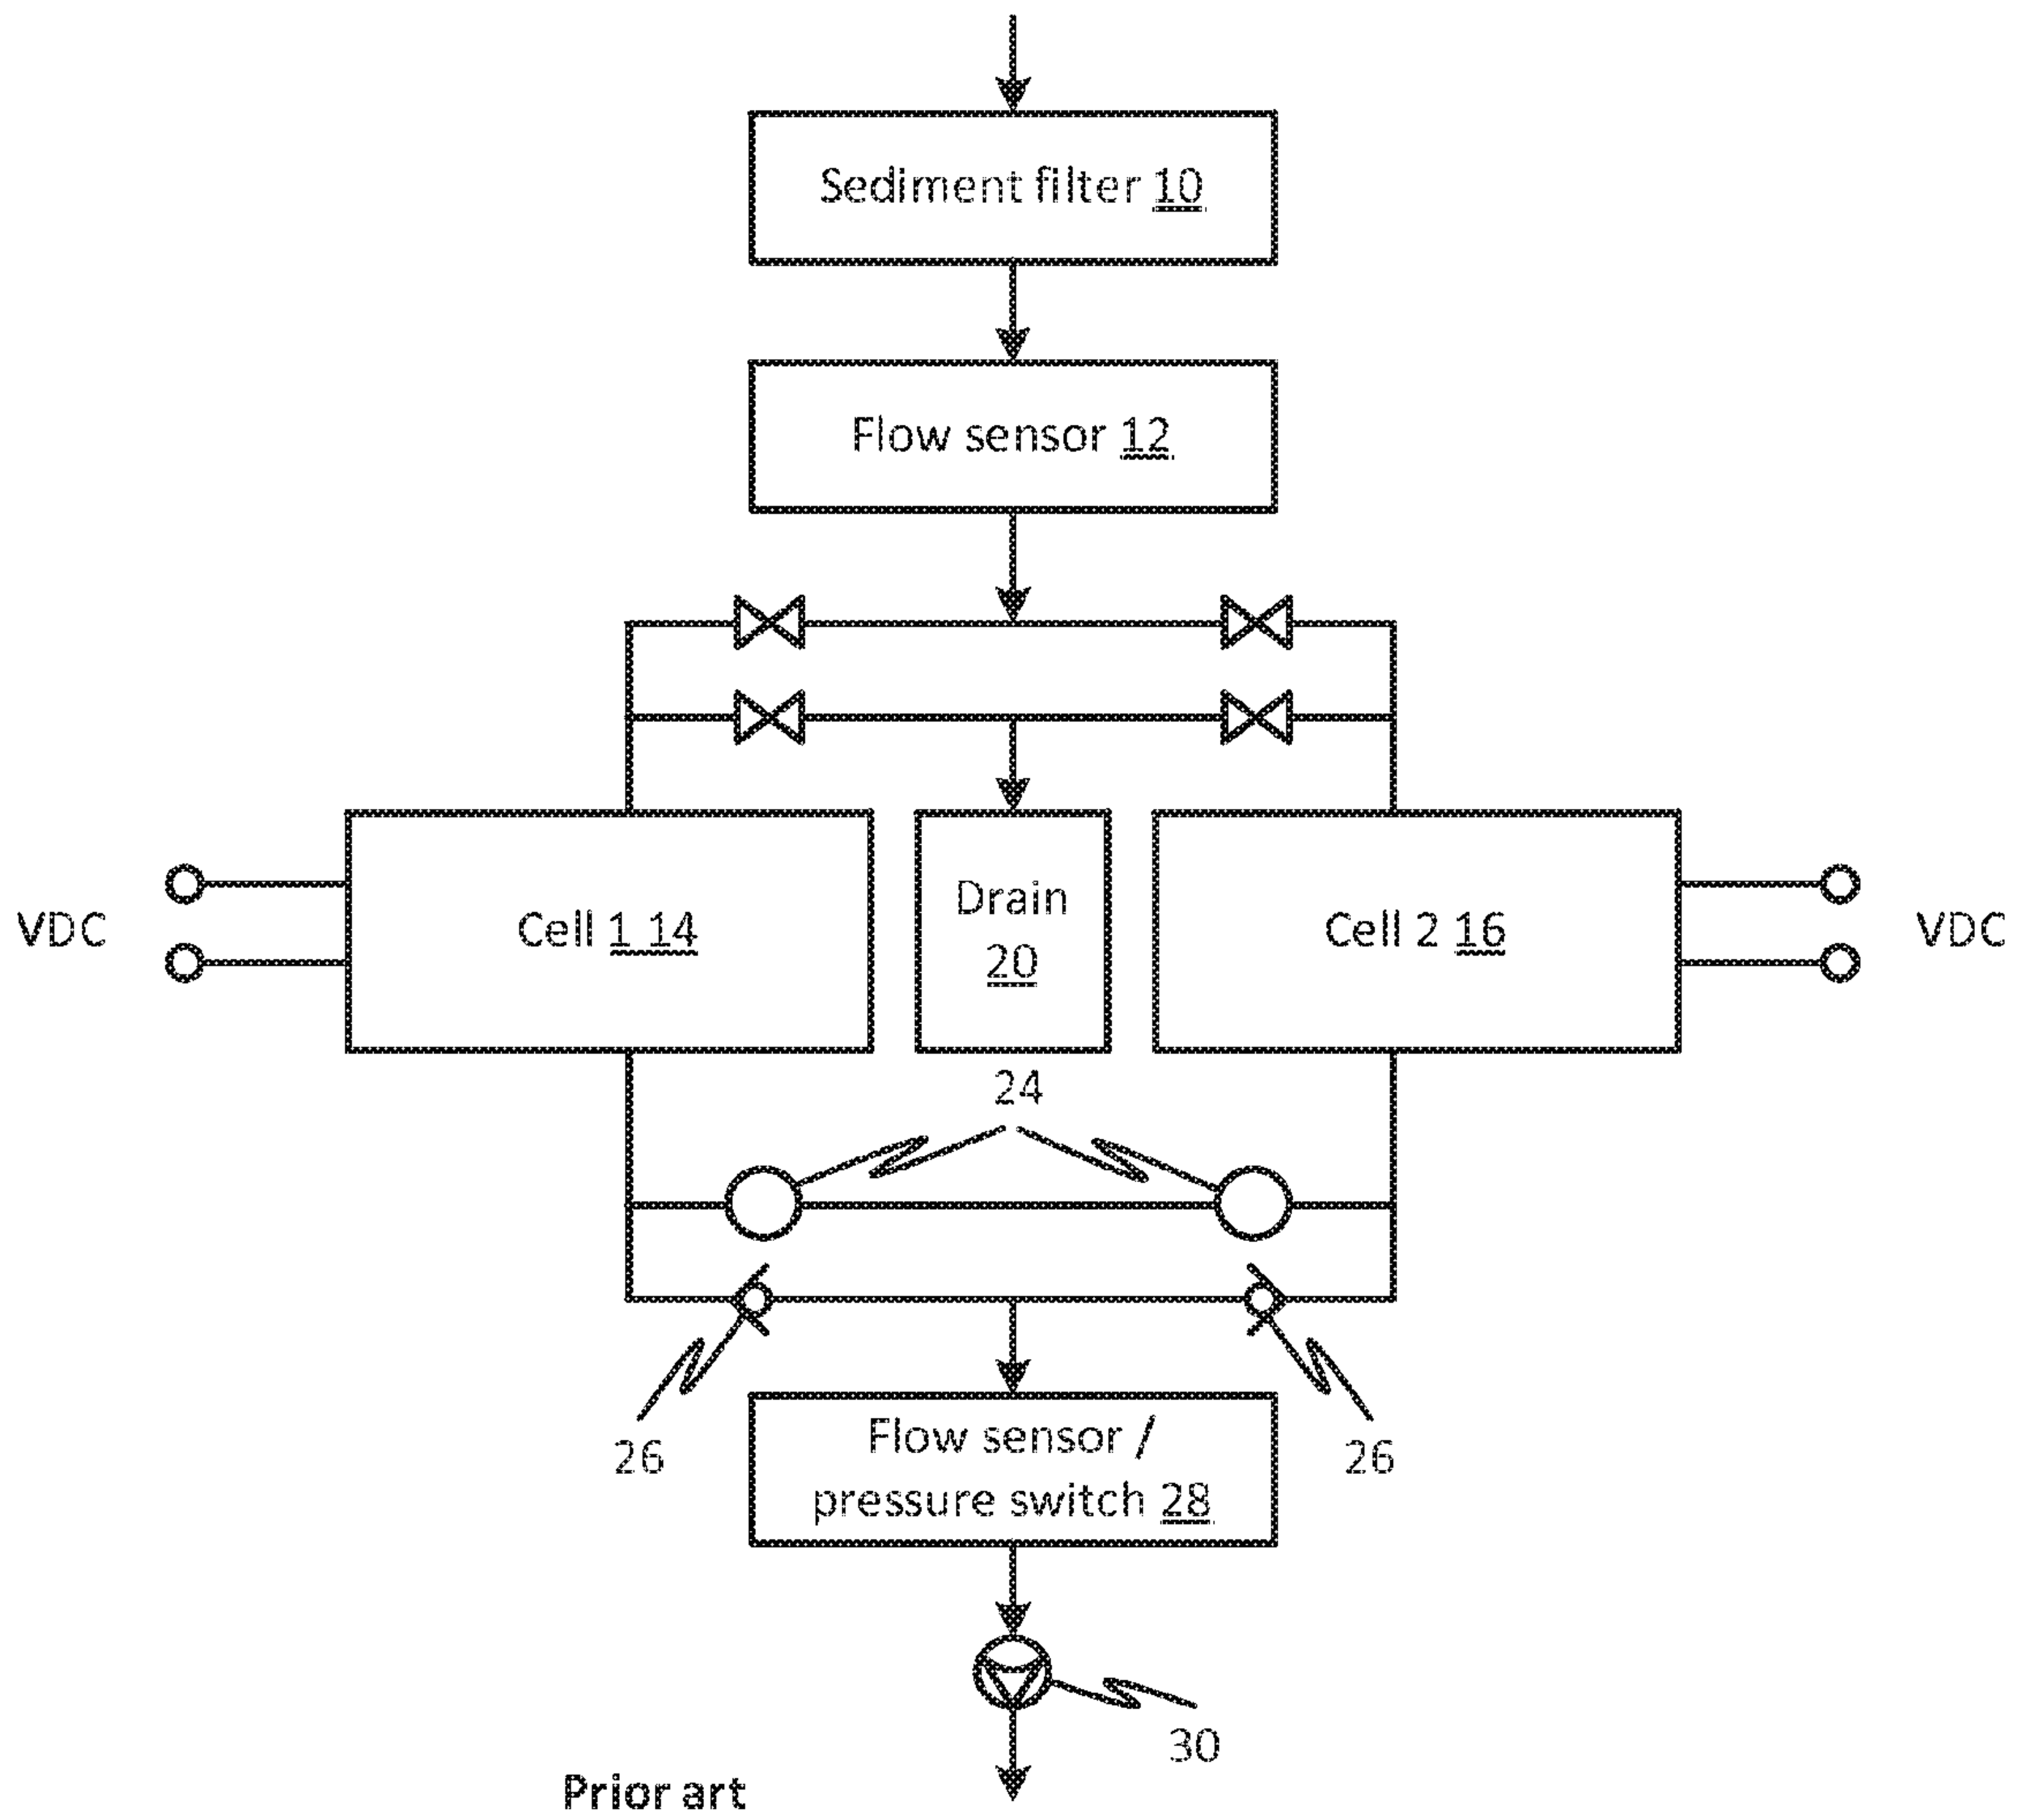 Sediment filter 10
Flow sensor 12
VDC
Cell 1 14
Drain
20
Cell 2 16
VDC
24
26
Flow sensor /
pressure switch 28
26
30
Prior art